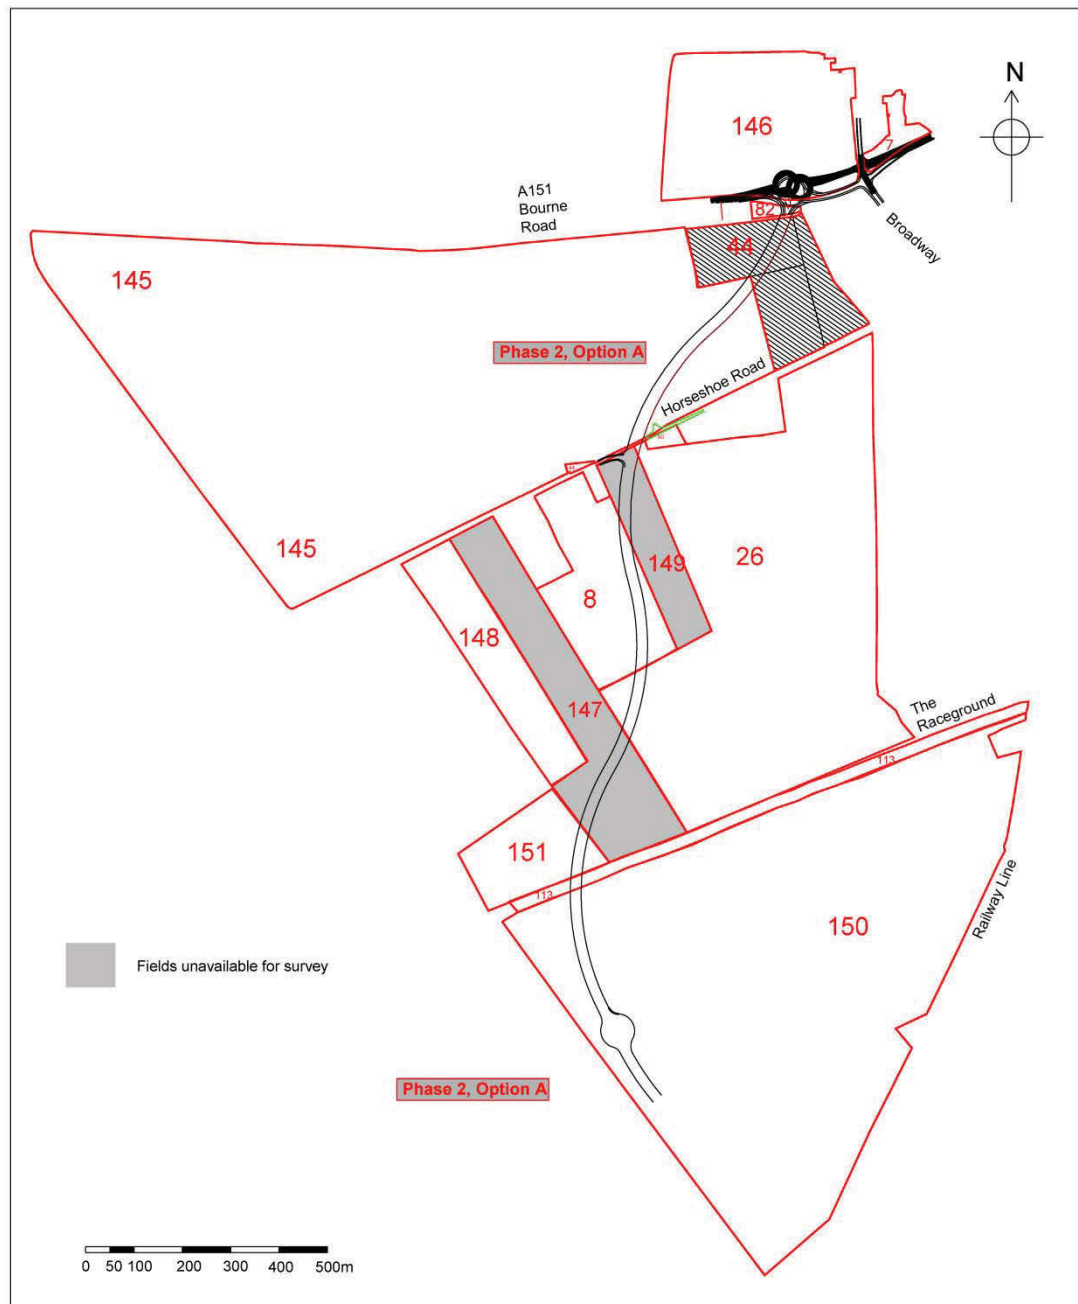 N
146
7
A151
Bourne
Road
82
Broadway
44
145
Phase 2, Option A
Horseshoe Road
145
149
26
8
148
147
The
Raceground
113
151
113
150
Railway Line
Fields unavailable for survey
Phase 2, Option A
0 50 100 200 300 400 500m